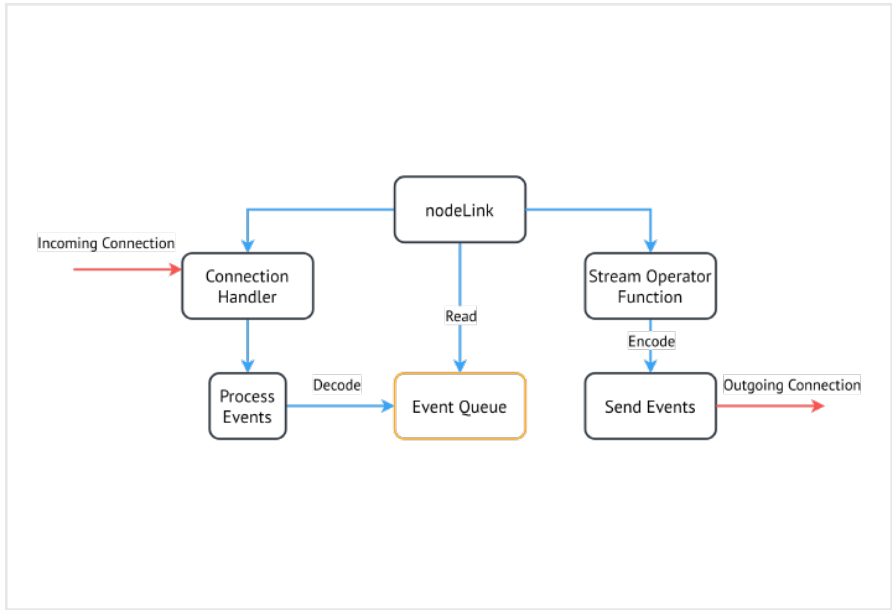 nodeLink
Incoming Connection
Connection
Handler
Stream Operator
Function
Read
Encode
Process
Events
Decode
Event Queue
Send Events
Outgoing Connection